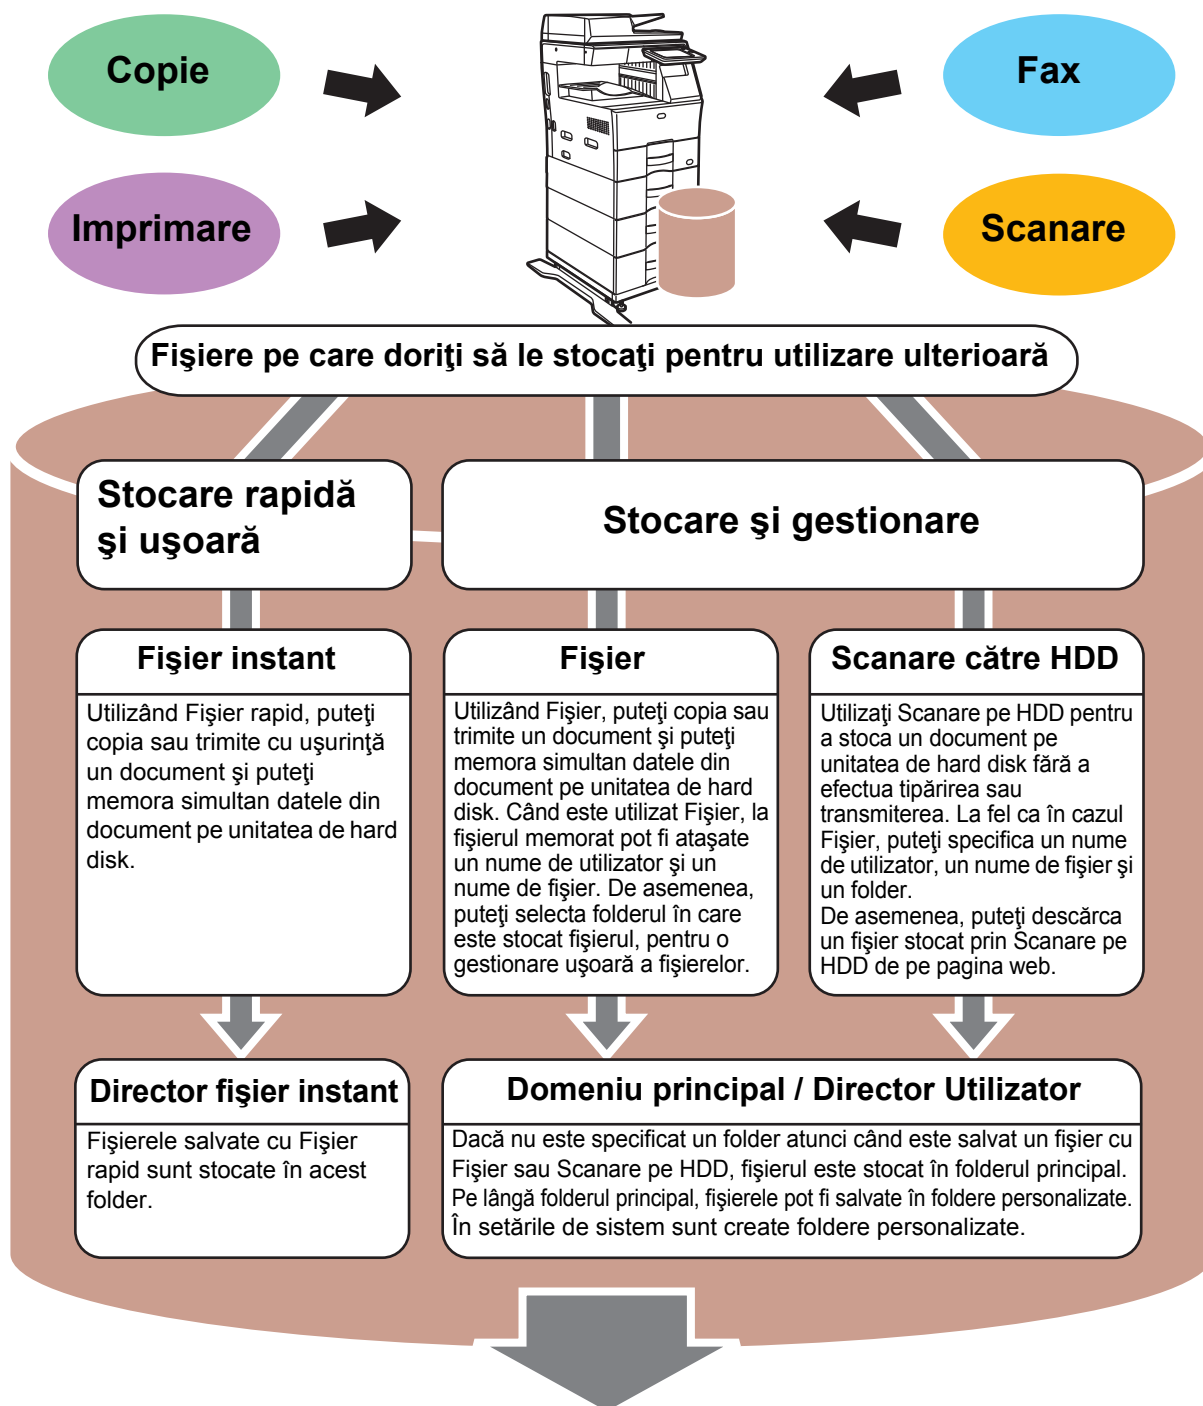 Copie
Fax
Imprimare
Scanare
Fişiere pe care doriţi să le stocaţi pentru utilizare ulterioară
Stocare rapidă
şi uşoară
Stocare şi gestionare
Fişier instant
Utilizând Fişier rapid, puteţi
copia sau trimite cu uşurinţă
un document şi puteţi
memora simultan datele din
document pe unitatea de hard
disk.
Fişier
Utilizând Fişier, puteţi copia sau
trimite un document şi puteţi
memora simultan datele din
document pe unitatea de hard
disk. Când este utilizat Fişier, la
fişierul memorat pot fi ataşate
un nume de utilizator şi un
nume de fişier. De asemenea,
puteţi selecta folderul în care
este stocat fişierul, pentru o
gestionare uşoară a fişierelor.
Scanare către HDD
Utilizaţi Scanare pe HDD pentru
a stoca un document pe
unitatea de hard disk fără a
efectua tipărirea sau
transmiterea. La fel ca în cazul
Fişier, puteţi specifica un nume
de utilizator, un nume de fişier şi
un folder.
De asemenea, puteţi descărca
un fişier stocat prin Scanare pe
HDD de pe pagina web.
Director fişier instant
Fişierele salvate cu Fişier
rapid sunt stocate în acest
folder.
Domeniu principal / Director Utilizator
Dacă nu este specificat un folder atunci când este salvat un fişier cu
Fişier sau Scanare pe HDD, fişierul este stocat în folderul principal.
Pe lângă folderul principal, fişierele pot fi salvate în foldere personalizate.
În setările de sistem sunt create foldere personalizate.